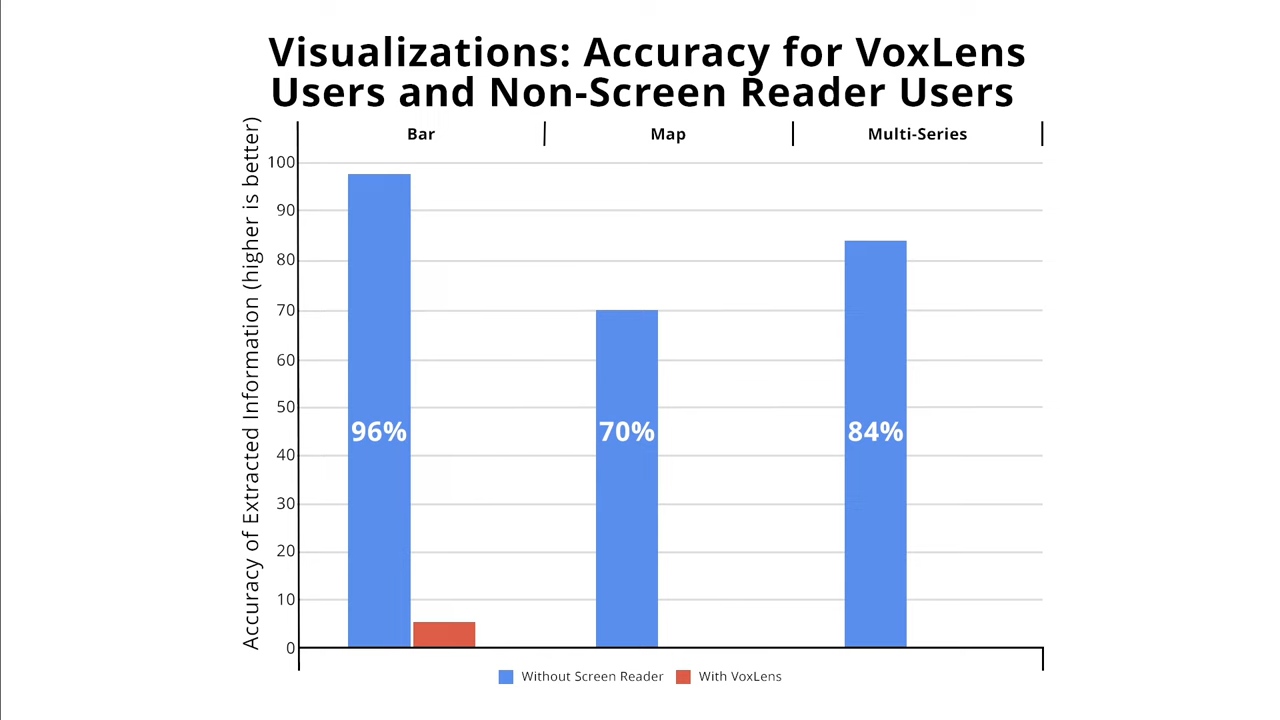 Visualizations: Accuracy for VoxLens
Users and Non-Screen Reader Users
Bar
Map
Multi-Series
Accuracy of Extracted Information (higher is better)
100
90
80
70
60
50
40
30
20
10
0
96%
70%
84%
Without Screen Reader
With VoxLens